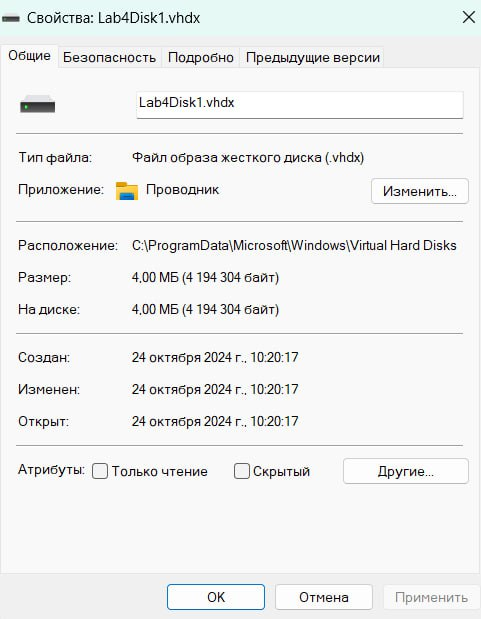 Свойства: Lab4Disk1.vhdx
Общие Безопасность Подробно Предыдущие версии
Lab4Disk1.vhdx
Тип файла: Файл образа жесткого диска (.vhdx)
Приложение: Проводник Изменить...
Расположение: C:\ProgramData\Microsoft\Windows\Virtual Hard Disks
Размер: 4,00 МБ (4 194 304 байт)
На диске: 4,00 МБ (4 194 304 байт)
Создан: 24 октября 2024 г., 10:20:17
Изменен: 24 октября 2024 г., 10:20:17
Открыт: 24 октября 2024 г., 10:20:17
Атрибуты: Только чтение Скрытый Другие...
ОК Отмена Применить